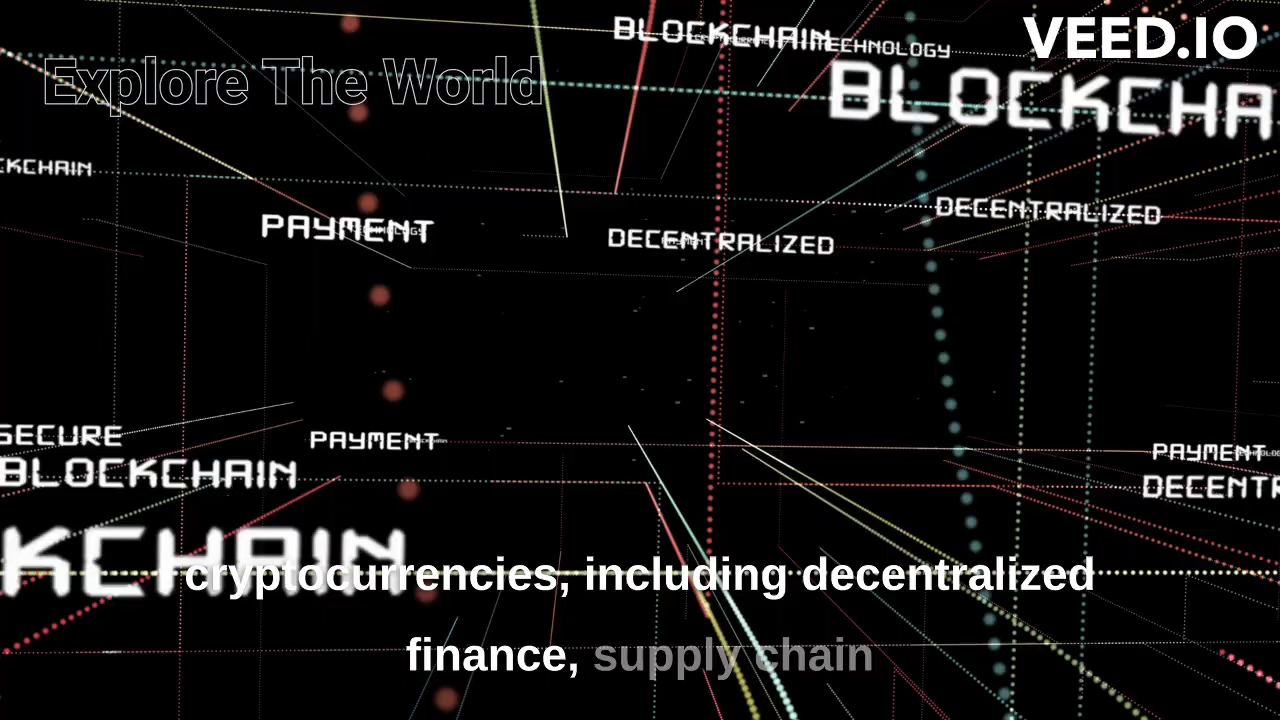 VEED.IO
BLOCKCHAIN
TECHNOLOGY
Explore The World
BLOCKCHA
CKCHAIN
DECENTRALIZED
PAYMENT
DECENTRALIZED
SECURE
PAYMENT
PAYMENT
BLOCKCHAIN
DECENTR
KCHAIN
cryptocurrencies, including decentralized
finance, supply chain